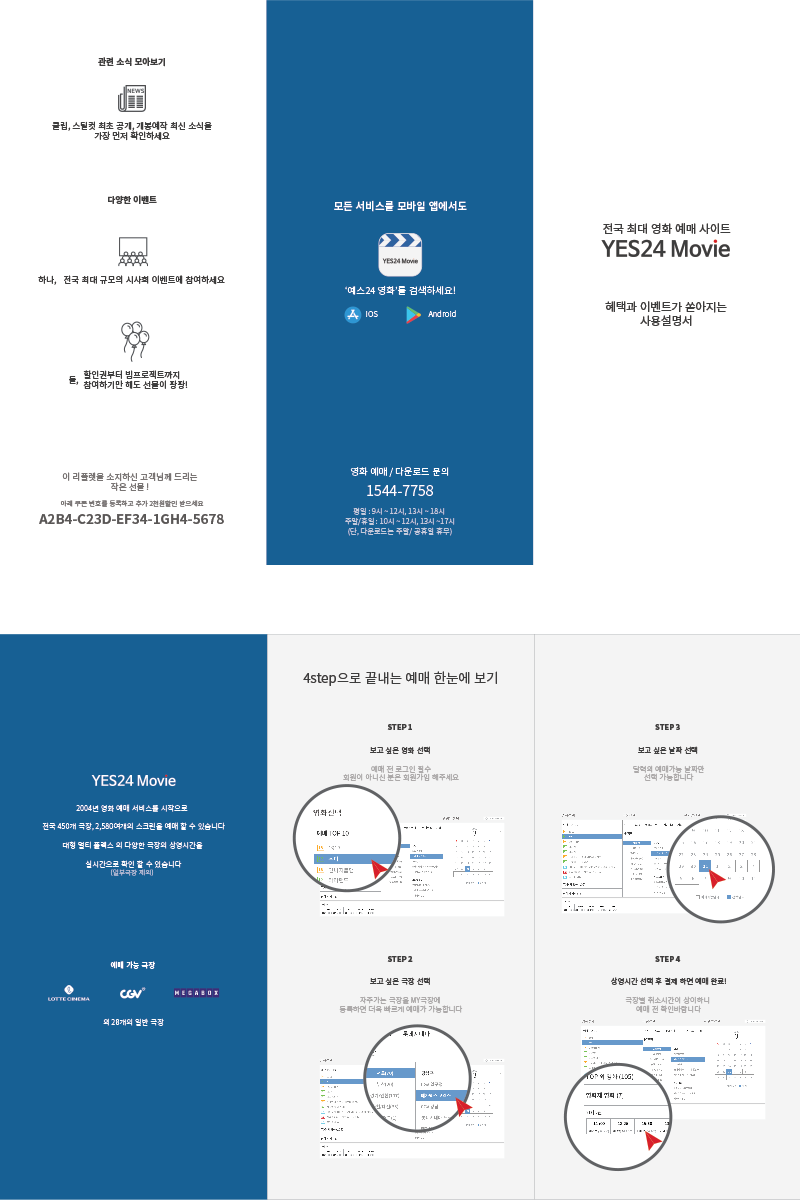 관련 소식 모아보기
NEWS
클립, 스틸컷 최초 공개, 개봉예작 최신 소식을
가장 먼저 확인하세요
다양한 이벤트
하나, 전국 최대 규모의 시사회 이벤트에 참여하세요
둘, 할인권부터 빔프로젝트까지
참여하기만 해도 선물이 팡팡!
이 리플렛을 소지하신 고객님께 드리는
작은 선물 !
아래 쿠폰 번호를 등록하고 추가 2천원할인 받으세요
A2B4-C23D-EF34-1GH4-5678
모든 서비스를 모바일 앱에서도
YES24 Movie
'예스24 영화'를 검색하세요!
IOS
Android
영화 예매 / 다운로드 문의
1544-7758
평일 : 9시 ~ 12시, 13시 ~ 18시
주말/휴일 : 10시 ~ 12시, 13시 ~17시
(단, 다운로드는 주말/ 공휴일 휴무)
전국 최대 영화 예매 사이트
YES24 Movie
혜택과 이벤트가 쏟아지는
사용설명서
YES24 Movie
2004년 영화 예매 서비스를 시작으로
전국 450개 극장, 2,580여개의 스크린을 예매 할 수 있습니다
대형 멀티 플렉스 외 다양한 극장의 상영시간을
실시간으로 확인 할 수 있습니다
(일부극장 제외)
예매 가능 극장
LOTTE CINEMA
CGV
MEGABOX
외 28개의 일반 극장
4step으로 끝내는 예매 한눈에 보기
STEP 1
보고 싶은 영화 선택
예매 전 로그인 필수
회원이 아니신 분은 회원가입 해주세요
영화선택
예매 TOP 10
STEP 2
보고 싶은 극장 선택
자주가는 극장을 MY극장에
등록하면 더욱 빠르게 예매가 가능합니다
STEP 3
보고 싶은 날짜 선택
달력의 예매가능 날짜만
선택 가능합니다
STEP 4
상영시간 선택 후 결제 하면 예매 완료!
극장별 취소시간이 상이하니
예매 전 확인바랍니다